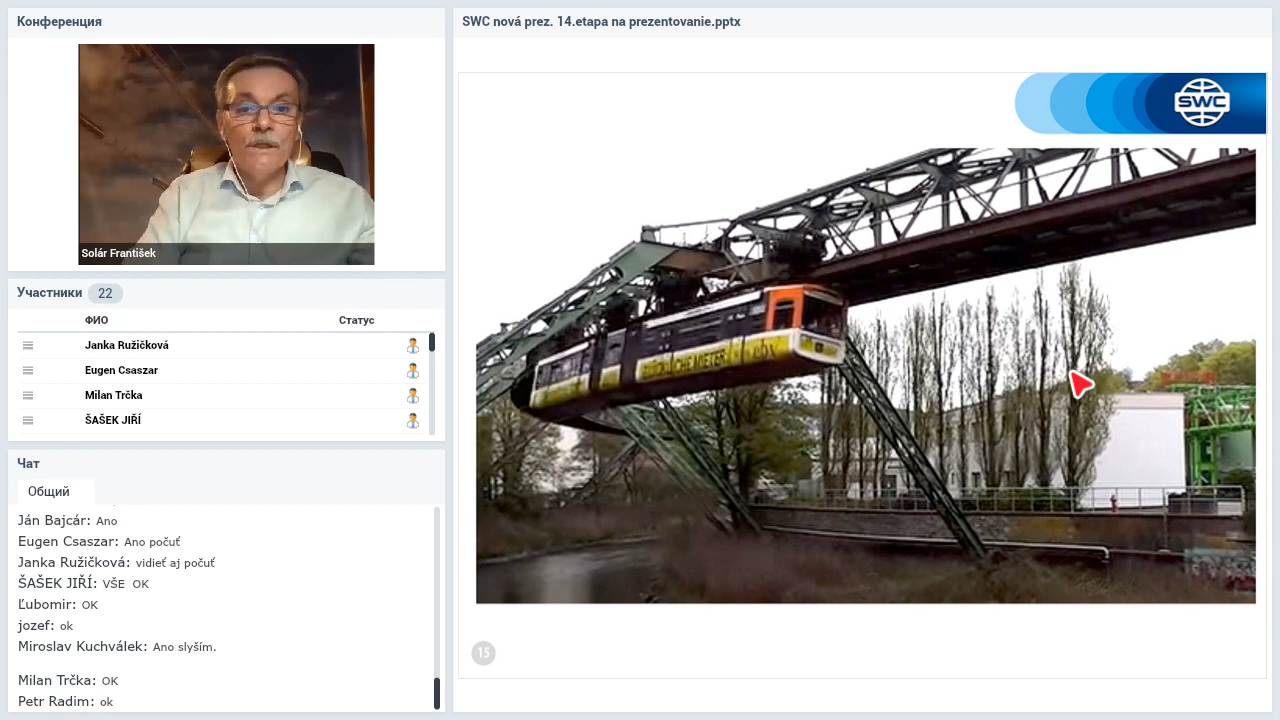 Конференция
Solár František
Участники 22
ФИО Статус
Janka Ružičková
Eugen Csaszar
Milan Trčka
ŠAŠEK JIŘÍ
Чат
Общий
Ján Bajcár: Ano
Eugen Csaszar: Ano počuť
Janka Ružičková: vidieť aj počuť
ŠAŠEK JIŘÍ: VŠE OK
Ľubomir: OK
jozef: ok
Miroslav Kuchválek: Ano slyším.
Milan Trčka: OK
Petr Radim: ok
SWC nová prez. 14.etapa na prezentovanie.pptx
SWC
15